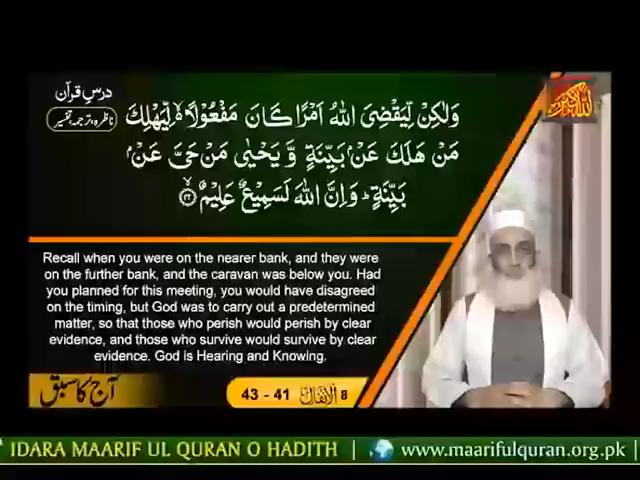 درسِ قرآن
ناظرہ،ترجمہ،تفسیر
وَلٰكِنْ لِّيَقْضِىَ اللّٰهُ اَمْرًا كَانَ مَفْعُوْلًا ۙ لِّيَهْلِكَ
مَنْ هَلَكَ عَنْۢ بَيِّنَةٍ وَّ يَحْيٰى مَنْ حَىَّ عَنْۢ
بَيِّنَةٍ ؕ وَاِنَّ اللّٰهَ لَسَمِيْعٌ عَلِيْمٌ ۙ ۴۲
اللہ اکبر
Recall when you were on the nearer bank, and they were
on the further bank, and the caravan was below you. Had
you planned for this meeting, you would have disagreed
on the timing, but God was to carry out a predetermined
matter, so that those who perish would perish by clear
evidence, and those who survive would survive by clear
evidence. God is Hearing and Knowing.
آج کا سبق
43 - 41 الأنفال 8
IDARA MAARIF UL QURAN O HADITH | www.maarifulquran.org.pk |